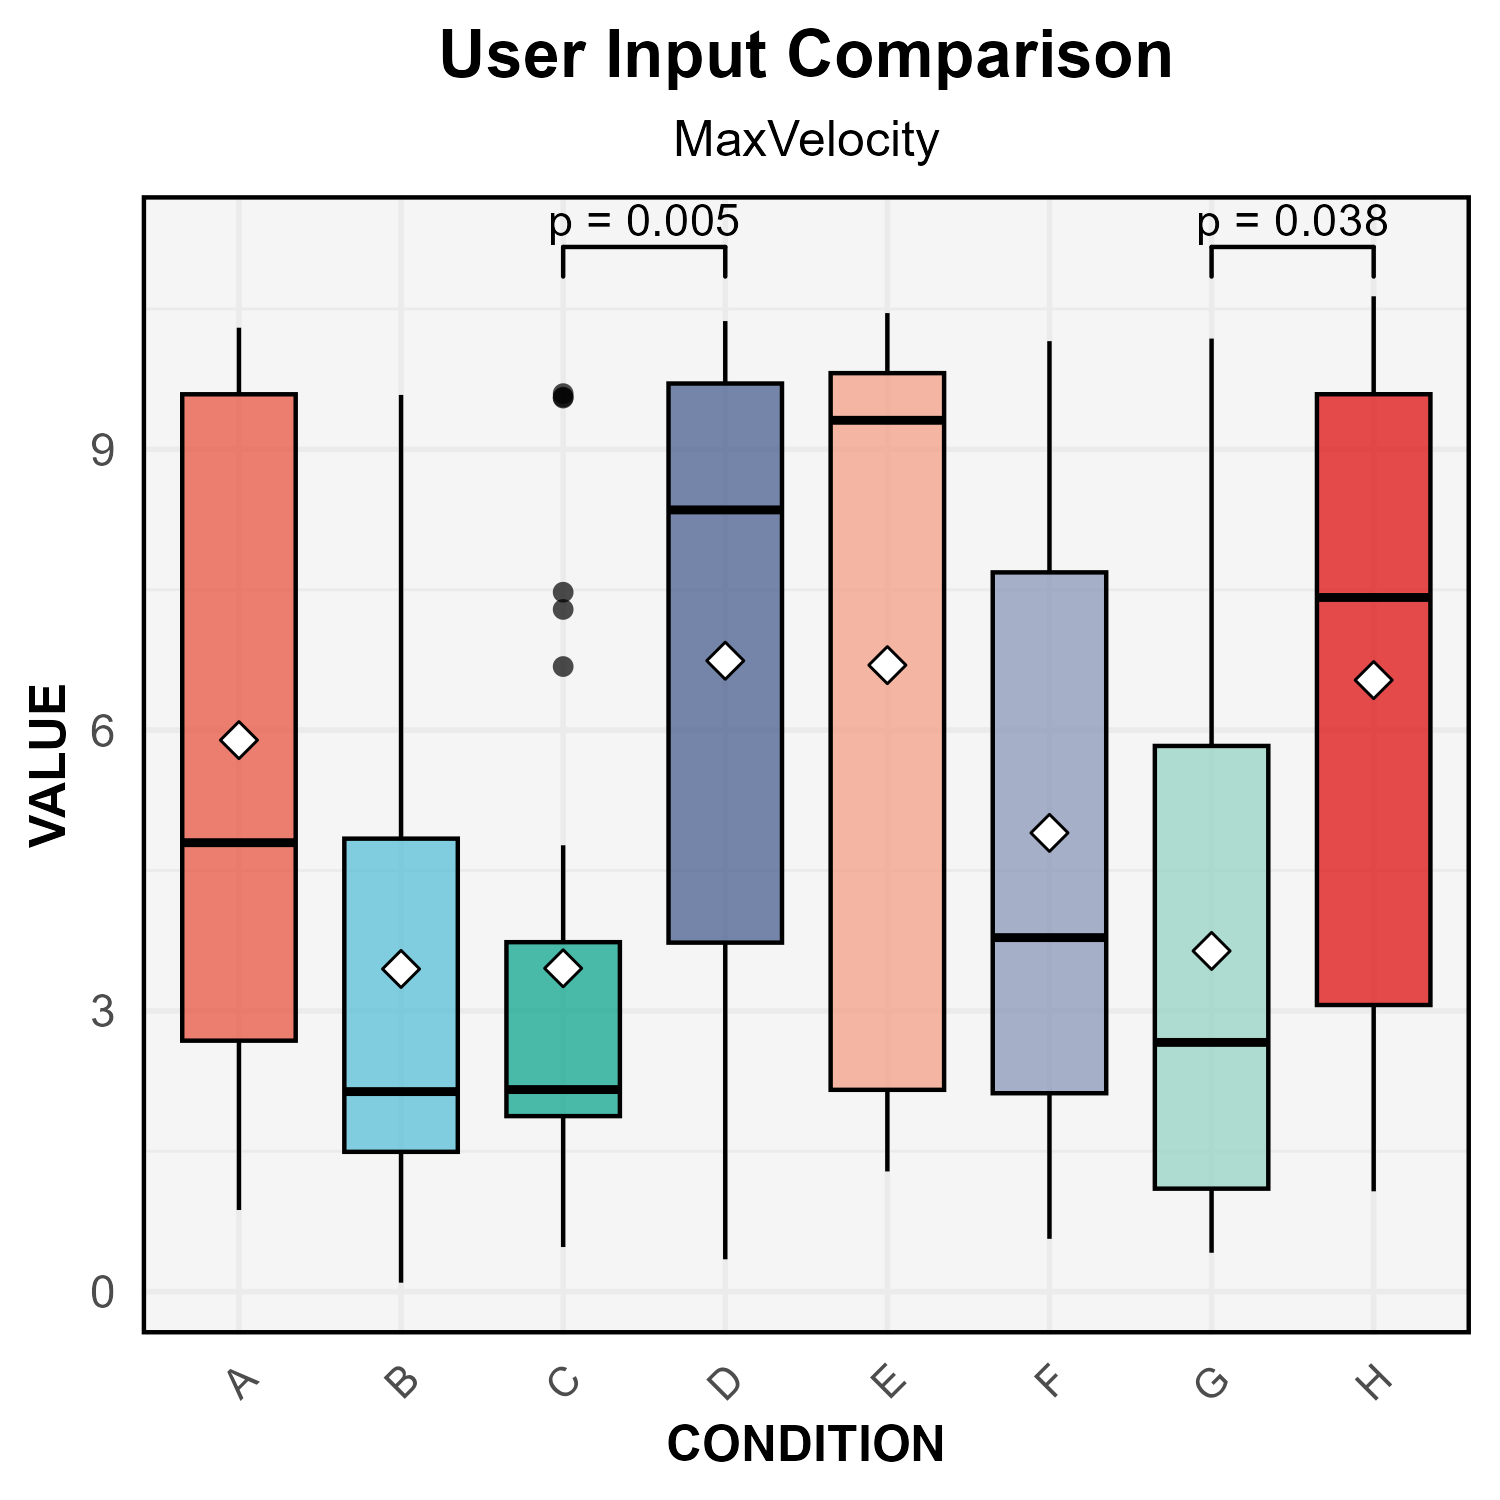 User Input Comparison
MaxVelocity
p = 0.005
p = 0.038
9
6
3
0
VALUE
A
B
C
D
E
F
G
H
CONDITION